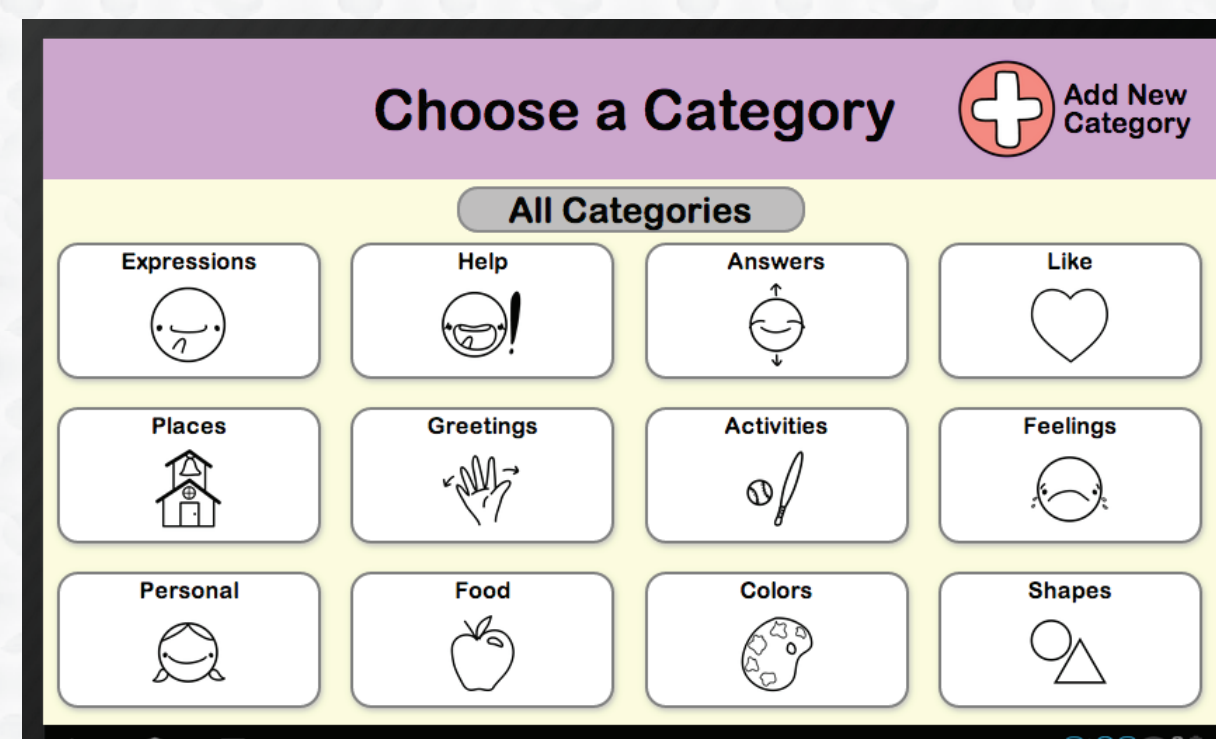 Choose a Category
Add New
Category
All Categories
Expressions
Help
Answers
Like
Places
Greetings
Activities
Feelings
Personal
Food
Colors
Shapes